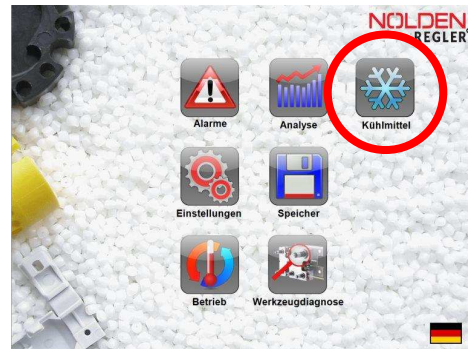 NOLDEN
REGLER
Alarme
Analyse
Kühlmittel
Einstellungen
Speicher
Betrieb
Werkzeugdiagnose